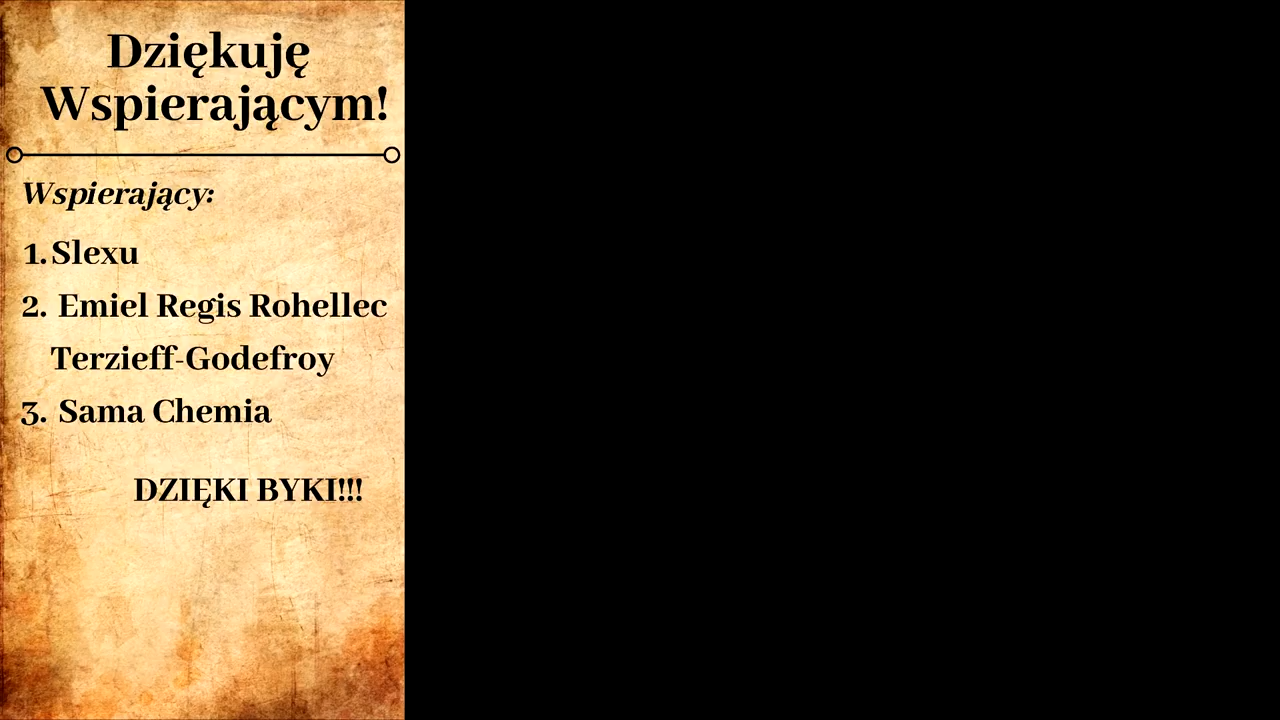 Dziękuję
Wspierającym!
Wspierający:
1. Slexu
2. Emiel Regis Rohellec
Terzieff-Godefroy
3. Sama Chemia
DZIĘKI BYKI!!!